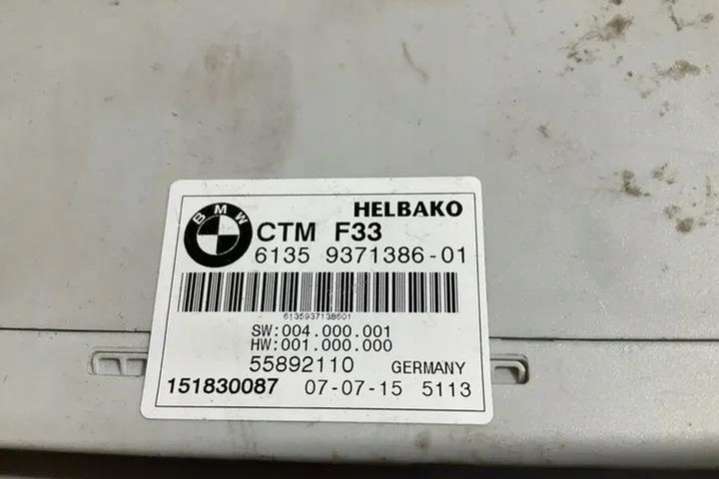 HELBAKO
BMW
CTM F33
6135 9371386-01
6135937138601
SW:004.000.001
HW:001.000.000
55892110 GERMANY
151830087 07-07-15 5113